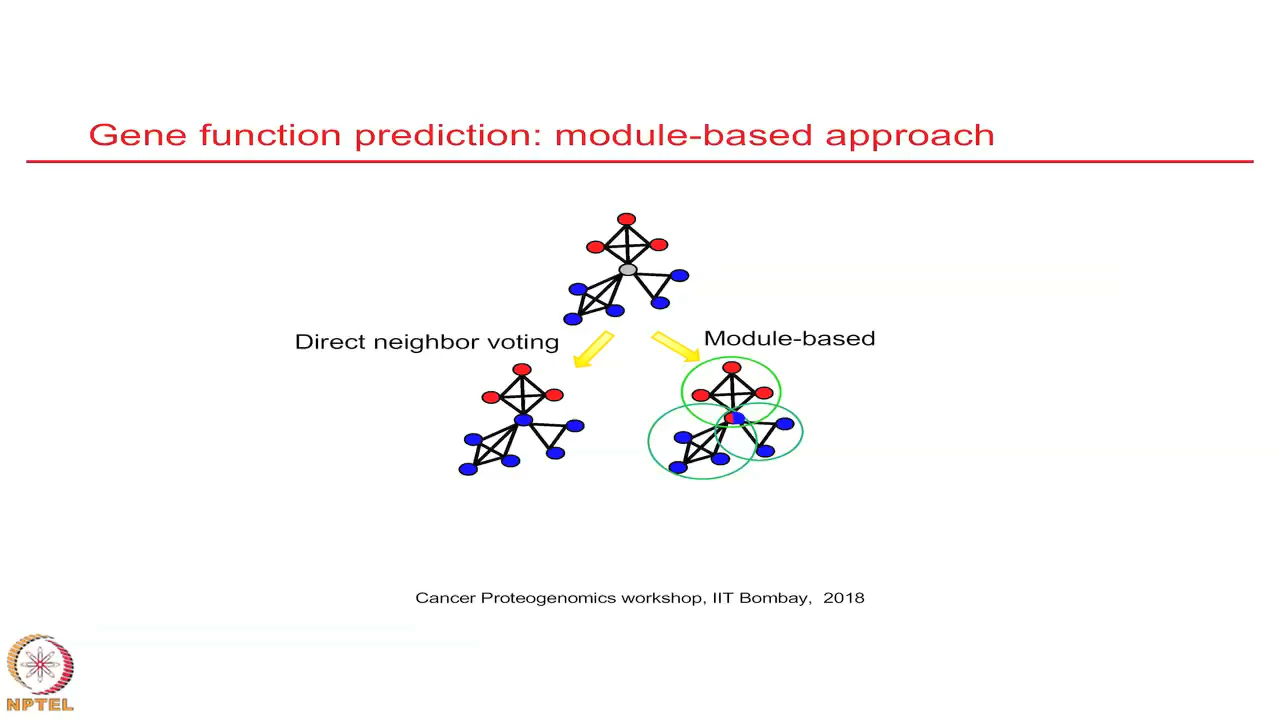 Gene function prediction: module-based approach
Direct neighbor voting
Module-based
Cancer Proteogenomics workshop, IIT Bombay, 2018
NPTEL